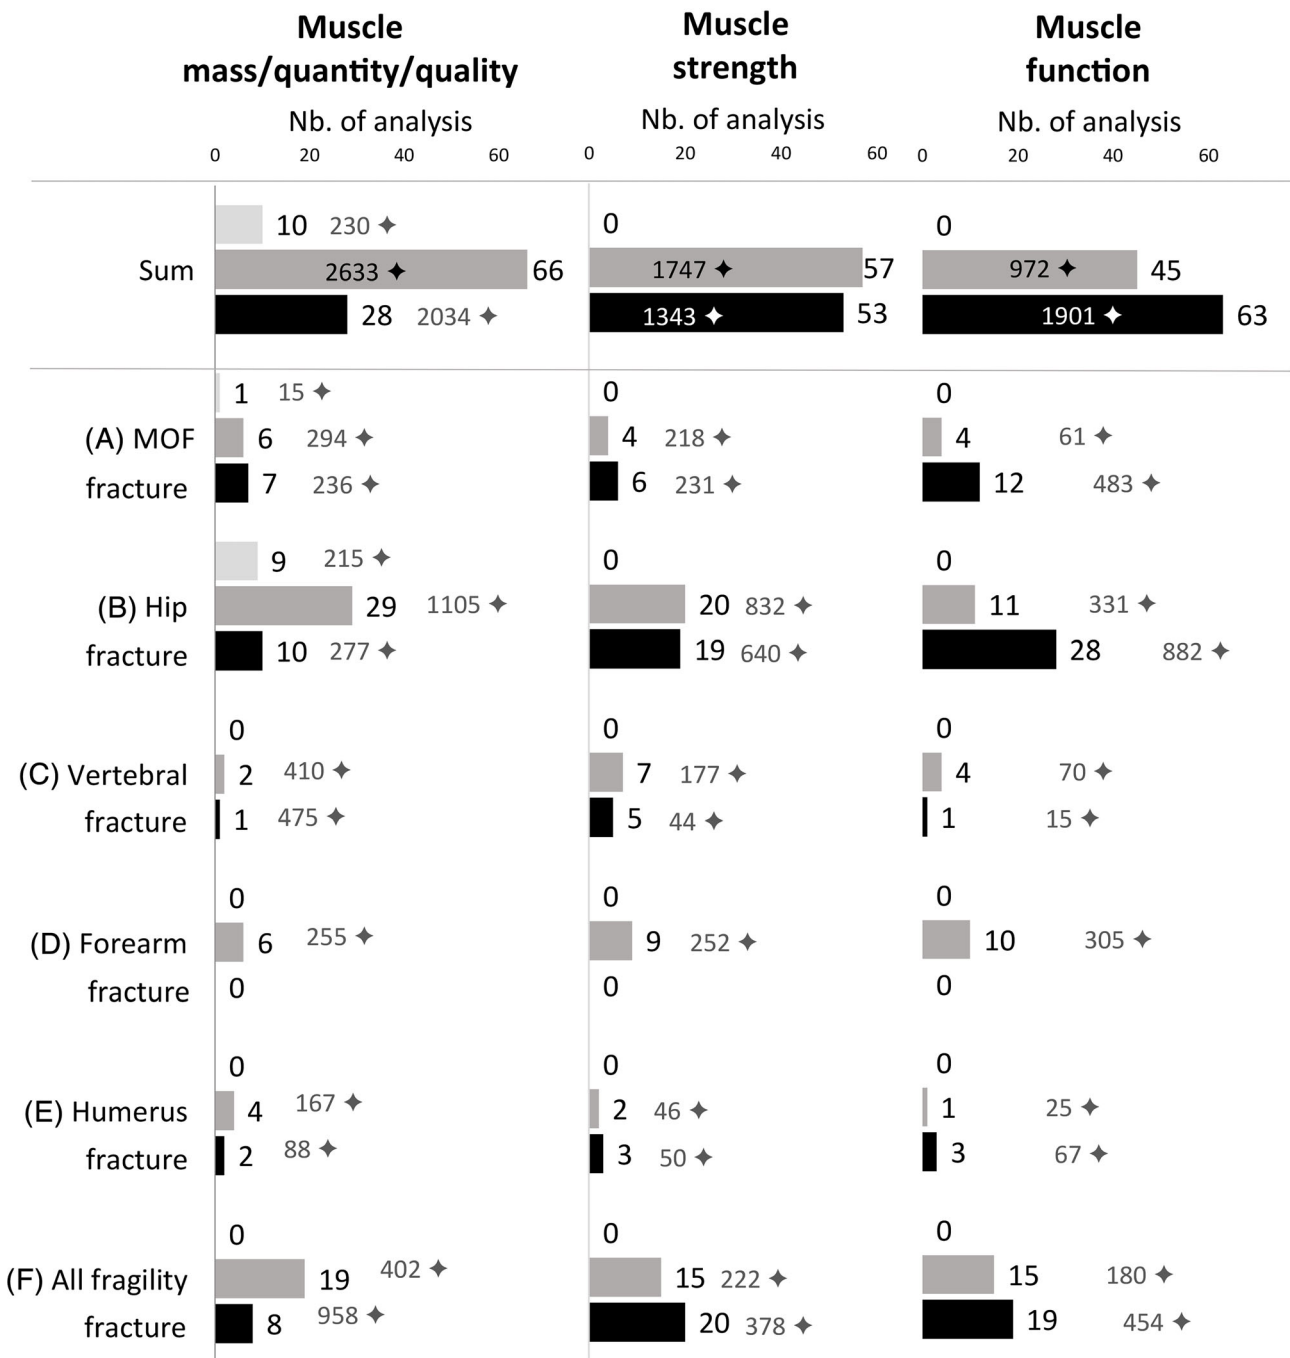 Muscle Muscle Muscle
mass/quantity/quality strength function
Nb. of analysis Nb. of analysis Nb. of analysis
0 20 40 60 0 20 40 60 0 20 40 60
10 230 ✦ 0 0
Sum 2633 ✦ 66 1747 ✦ 57 972 ✦ 45
28 2034 ✦ 1343 ✦ 53 1901 ✦ 63
1 15 ✦ 0 0
(A) MOF 6 294 ✦ 4 218 ✦ 4 61 ✦
fracture 7 236 ✦ 6 231 ✦ 12 483 ✦
9 215 ✦ 0 0
(B) Hip 29 1105 ✦ 20 832 ✦ 11 331 ✦
fracture 10 277 ✦ 19 640 ✦ 28 882 ✦
0 0 0
(C) Vertebral 2 410 ✦ 7 177 ✦ 4 70 ✦
fracture 1 475 ✦ 5 44 ✦ 1 15 ✦
0 0 0
(D) Forearm 6 255 ✦ 9 252 ✦ 10 305 ✦
fracture 0 0 0
0 0 0
(E) Humerus 4 167 ✦ 2 46 ✦ 1 25 ✦
fracture 2 88 ✦ 3 50 ✦ 3 67 ✦
0 0 0
(F) All fragility 19 402 ✦ 15 222 ✦ 15 180 ✦
fracture 8 958 ✦ 20 378 ✦ 19 454 ✦